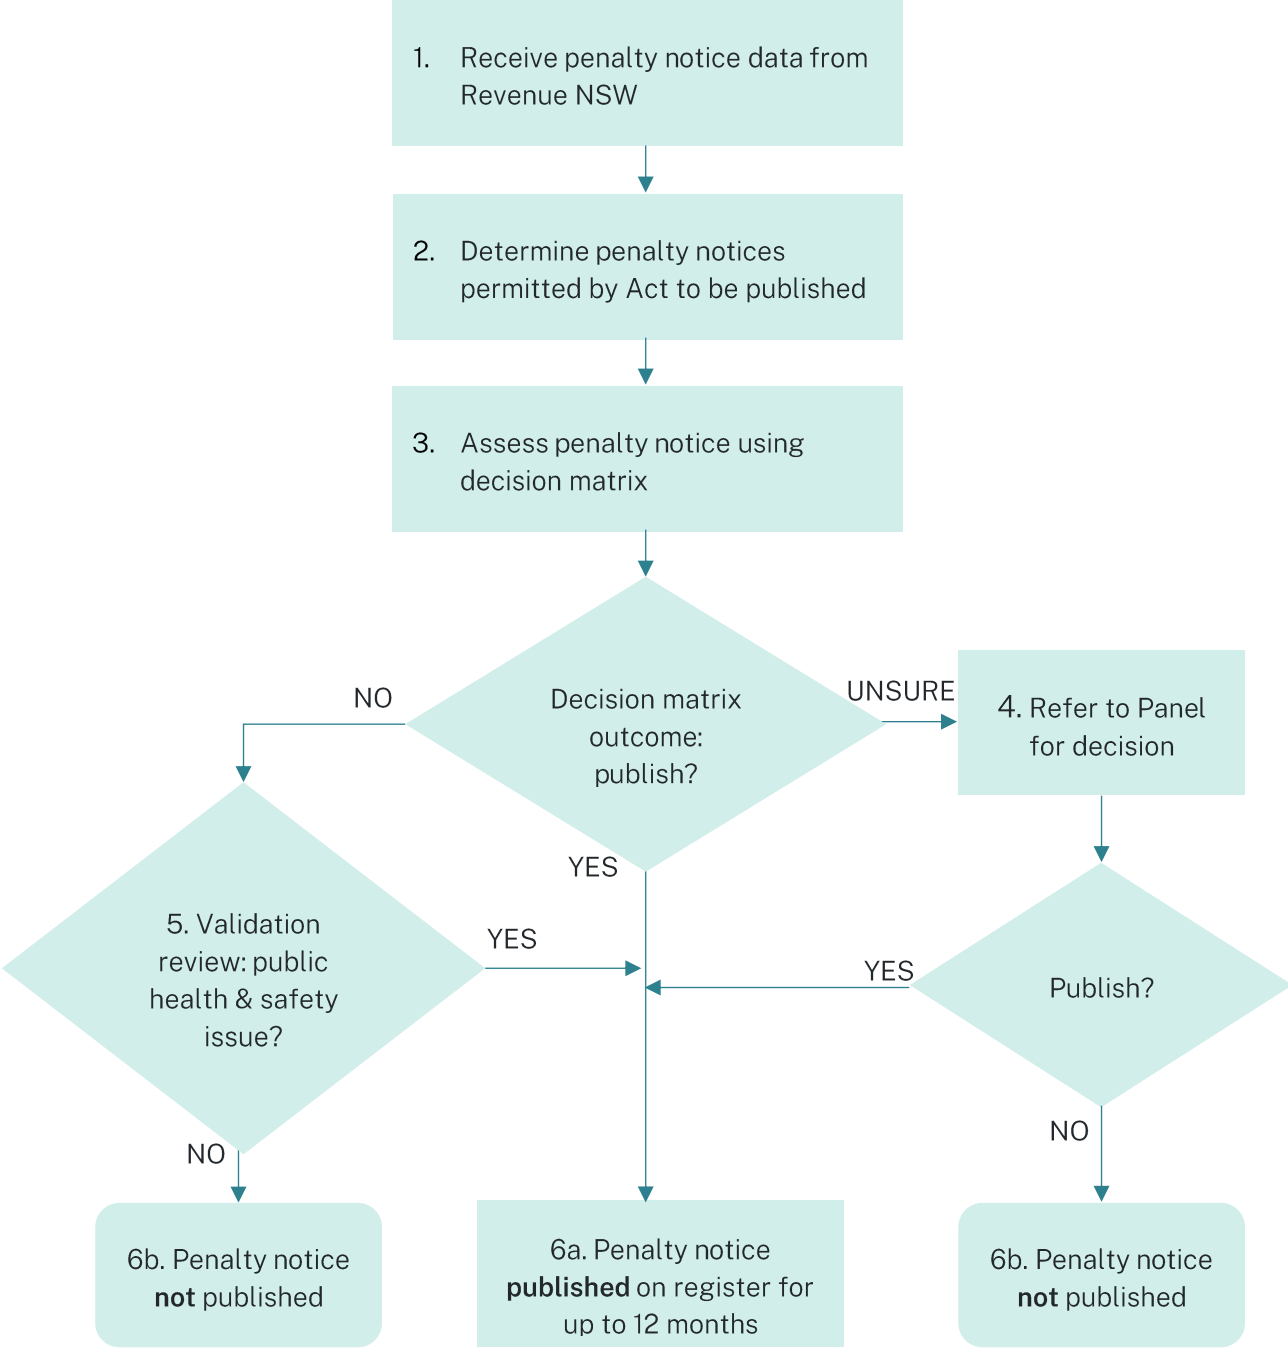 1. Receive penalty notice data from
Revenue NSW
2. Determine penalty notices
permitted by Act to be published
3. Assess penalty notice using
decision matrix
Decision matrix
outcome:
publish?
NO
UNSURE
4. Refer to Panel
for decision
YES
5. Validation
review: public
health & safety
issue?
YES
YES
Publish?
NO
NO
6b. Penalty notice
not published
6a. Penalty notice
published on register for
up to 12 months
6b. Penalty notice
not published